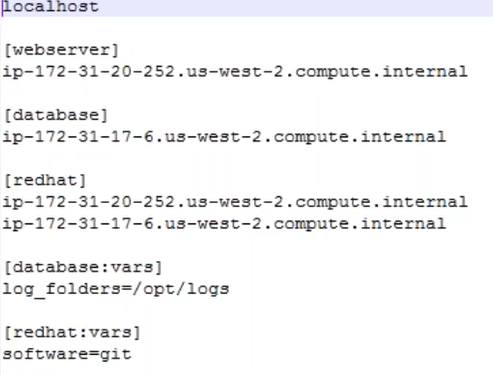 localhost
[webserver]
ip-172-31-20-252.us-west-2.compute.internal
[database]
ip-172-31-17-6.us-west-2.compute.internal
[redhat]
ip-172-31-20-252.us-west-2.compute.internal
ip-172-31-17-6.us-west-2.compute.internal
[database:vars]
log_folders=/opt/logs
[redhat:vars]
software=git